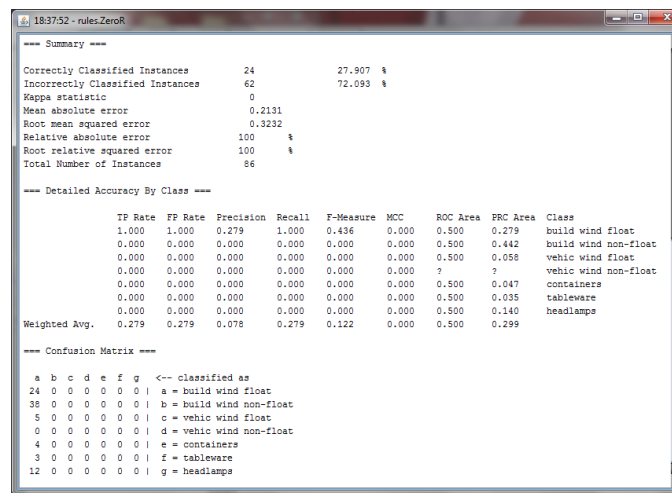 18:37:52 - rules.ZeroR
=== Summary ===
Correctly Classified Instances 24 27.907 %
Incorrectly Classified Instances 62 72.093 %
Kappa statistic 0
Mean absolute error 0.2131
Root mean squared error 0.3232
Relative absolute error 100 %
Root relative squared error 100 %
Total Number of Instances 86
=== Detailed Accuracy By Class ===
TP Rate FP Rate Precision Recall F-Measure MCC ROC Area PRC Area Class
1.000 1.000 0.279 1.000 0.436 0.000 0.500 0.279 build wind float
0.000 0.000 0.000 0.000 0.000 0.000 0.500 0.442 build wind non-float
0.000 0.000 0.000 0.000 0.000 0.000 0.500 0.058 vehic wind float
0.000 0.000 0.000 0.000 0.000 0.000 ? ? vehic wind non-float
0.000 0.000 0.000 0.000 0.000 0.000 0.500 0.047 containers
0.000 0.000 0.000 0.000 0.000 0.000 0.500 0.035 tableware
0.000 0.000 0.000 0.000 0.000 0.000 0.500 0.140 headlamps
Weighted Avg. 0.279 0.279 0.078 0.279 0.122 0.000 0.500 0.299
=== Confusion Matrix ===
a b c d e f g <-- classified as
24 0 0 0 0 0 0 | a = build wind float
38 0 0 0 0 0 0 | b = build wind non-float
5 0 0 0 0 0 0 | c = vehic wind float
0 0 0 0 0 0 0 | d = vehic wind non-float
4 0 0 0 0 0 0 | e = containers
3 0 0 0 0 0 0 | f = tableware
12 0 0 0 0 0 0 | g = headlamps